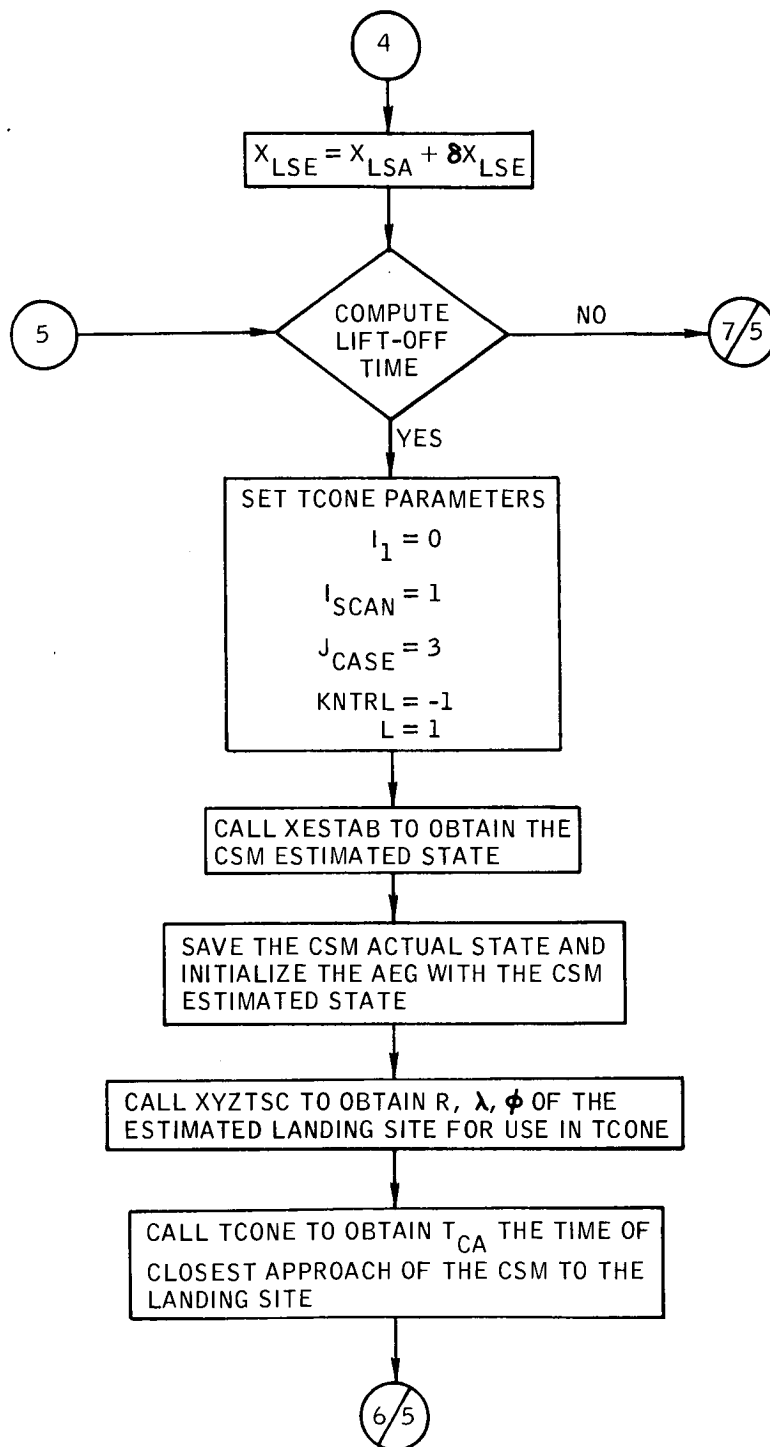 4
X_LSE = X_LSA + δX_LSE
5
COMPUTE
LIFT-OFF
TIME
NO
7/5
YES
SET TCONE PARAMETERS
I_1 = 0
I_SCAN = 1
J_CASE = 3
KNTRL = -1
L = 1
CALL XESTAB TO OBTAIN THE
CSM ESTIMATED STATE
SAVE THE CSM ACTUAL STATE AND
INITIALIZE THE AEG WITH THE CSM
ESTIMATED STATE
CALL XYZTSC TO OBTAIN R, λ, ϕ OF THE
ESTIMATED LANDING SITE FOR USE IN TCONE
CALL TCONE TO OBTAIN T_CA THE TIME OF
CLOSEST APPROACH OF THE CSM TO THE
LANDING SITE
6/5